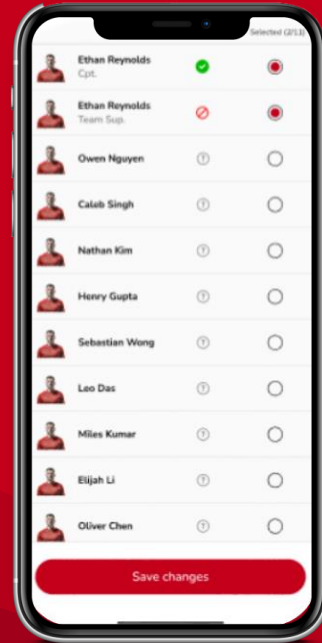 Selected (2/13)
Ethan Reynolds
Cpt.
Ethan Reynolds
Team Sup.
Owen Nguyen
Caleb Singh
Nathan Kim
Henry Gupta
Sebastian Wong
Leo Das
Miles Kumar
Elijah Li
Oliver Chen
Save changes